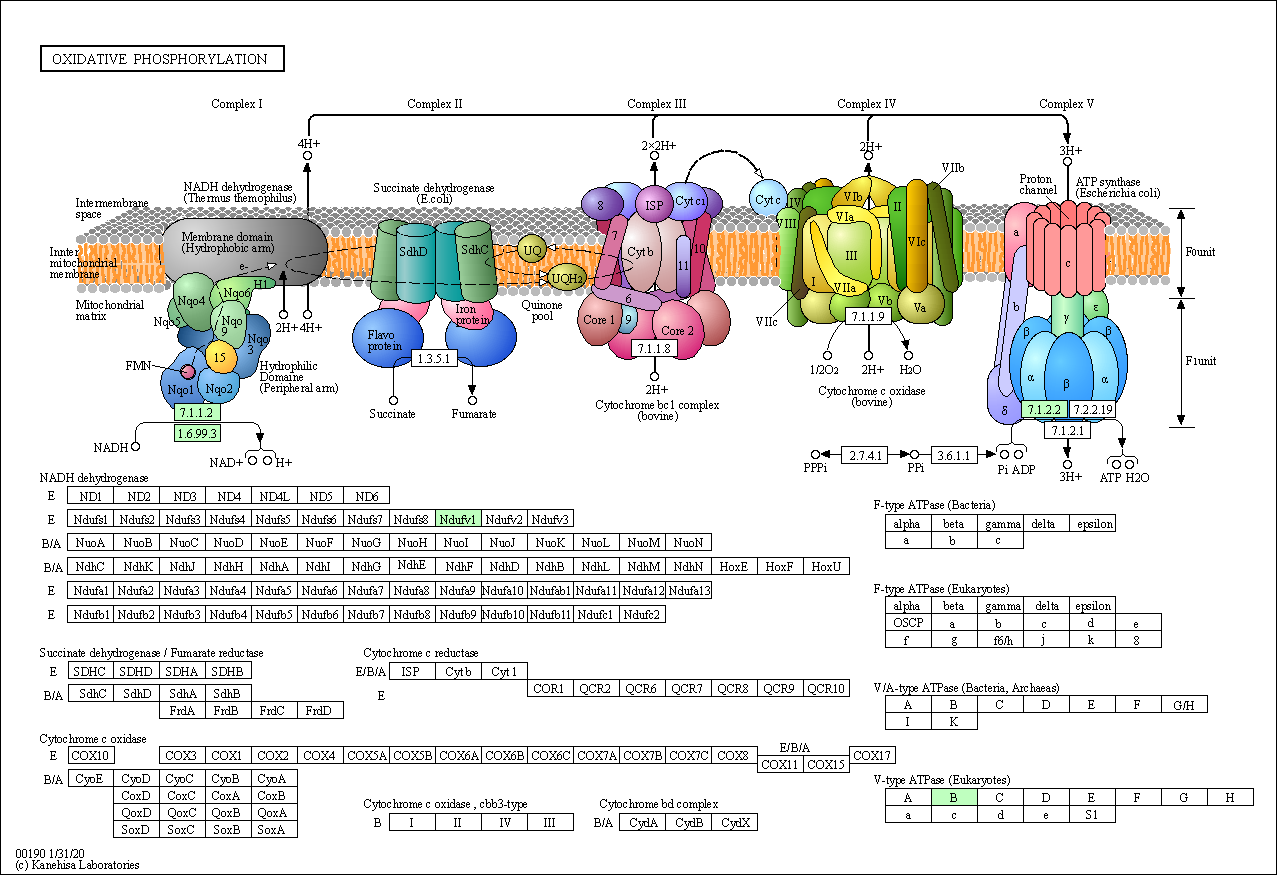 OXIDATIVE PHOSPHORYLATION
Complex I
Complex II
Complex III
Complex IV
Complex V
4H+
2×2H+
2H+
3H+
NADH dehydrogenase
(Thermus themophilus)
Succinate dehydrogenase
(E.coli)
VIIb
Proton
channel
ATP synthase
(Escherichia coli)
Intermembrane
space
Innter
mitochondrial
membrane
Mitochondrial
matrix
Membrane domain
(Hydrophobic arm)
e-
H1
Nqo4
Nqo6
Nqo5
Nqo
9
Nqo
3
15
FMN
Nqo1
Nqo2
2H+
4H+
Hydrophilic
Domaine
(Peripheral arm)
7.1.1.2
1.6.99.3
NADH
NAD+
H+
SdhD
SdhC
Flavo
protein
Iron
protein
1.3.5.1
Succinate
Fumarate
UQ
UQH2
Quinone
pool
8
ISP
Cyt c1
7
Cyt b
10
11
6
Core 1
9
Core 2
7.1.1.8
2H+
Cytochrome bc1 complex
(bovine)
Cyt c
IV
VIb
VIII
VIa
II
VIc
III
I
VIIa
Vb
Va
VIIc
7.1.1.9
1/2O2
2H+
H2O
Cytochrome c oxidase
(bovine)
a
c
b
γ
ε
β
β
α
β
α
δ
7.1.2.2
7.2.2.19
7.1.2.1
F0unit
F1unit
PPPi
2.7.4.1
PPi
3.6.1.1
Pi ADP
3H+
ATP H2O
NADH dehydrogenase
E ND1 ND2 ND3 ND4 ND4L ND5 ND6
E Ndufs1 Ndufs2 Ndufs3 Ndufs4 Ndufs5 Ndufs6 Ndufs7 Ndufs8 Ndufv1 Ndufv2 Ndufv3
B/A NuoA NuoB NuoC NuoD NuoE NuoF NuoG NuoH NuoI NuoJ NuoK NuoL NuoM NuoN
B/A NdhC NdhK NdhJ NdhH NdhA NdhI NdhG NdhE NdhF NdhD NdhB NdhL NdhM NdhN HoxE HoxF HoxU
E Ndufa1 Ndufa2 Ndufa3 Ndufa4 Ndufa5 Ndufa6 Ndufa7 Ndufa8 Ndufa9 Ndufa10 Ndufab1 Ndufa11 Ndufa12 Ndufa13
E Ndufb1 Ndufb2 Ndufb3 Ndufb4 Ndufb5 Ndufb6 Ndufb7 Ndufb8 Ndufb9 Ndufb10 Ndufb11 Ndufc1 Ndufc2
Succinate dehydrogenase / Fumarate reductase
E SDHC SDHD SDHA SDHB
B/A SdhC SdhD SdhA SdhB
FrdA FrdB FrdC FrdD
Cytochrome c reductase
E/B/A ISP Cyt b Cyt 1
E COR1 QCR2 QCR6 QCR7 QCR8 QCR9 QCR10
Cytochrome c oxidase
E COX10 COX3 COX1 COX2 COX4 COX5A COX5B COX6A COX6B COX6C COX7A COX7B COX7C COX8
E/B/A
COX11 COX15
COX17
B/A CyoE CyoD CyoC CyoB CyoA
CoxD CoxC CoxA CoxB
QoxD QoxC QoxB QoxA
SoxD SoxC SoxB SoxA
Cytochrome c oxidase , cbb3-type
B I II IV III
Cytochrome bd complex
B/A CydA CydB CydX
F-type ATPase (Bacteria)
alpha beta gamma delta epsilon
a b c
F-type ATPase (Eukaryotes)
alpha beta gamma delta epsilon
OSCP a b c d e
f g f6/h j k 8
V/A-type ATPase (Bacteria, Archaeas)
A B C D E F G/H
I K
V-type ATPase (Eukaryotes)
A B C D E F G H
a c d e S1
00190 1/31/20
(c) Kanehisa Laboratories